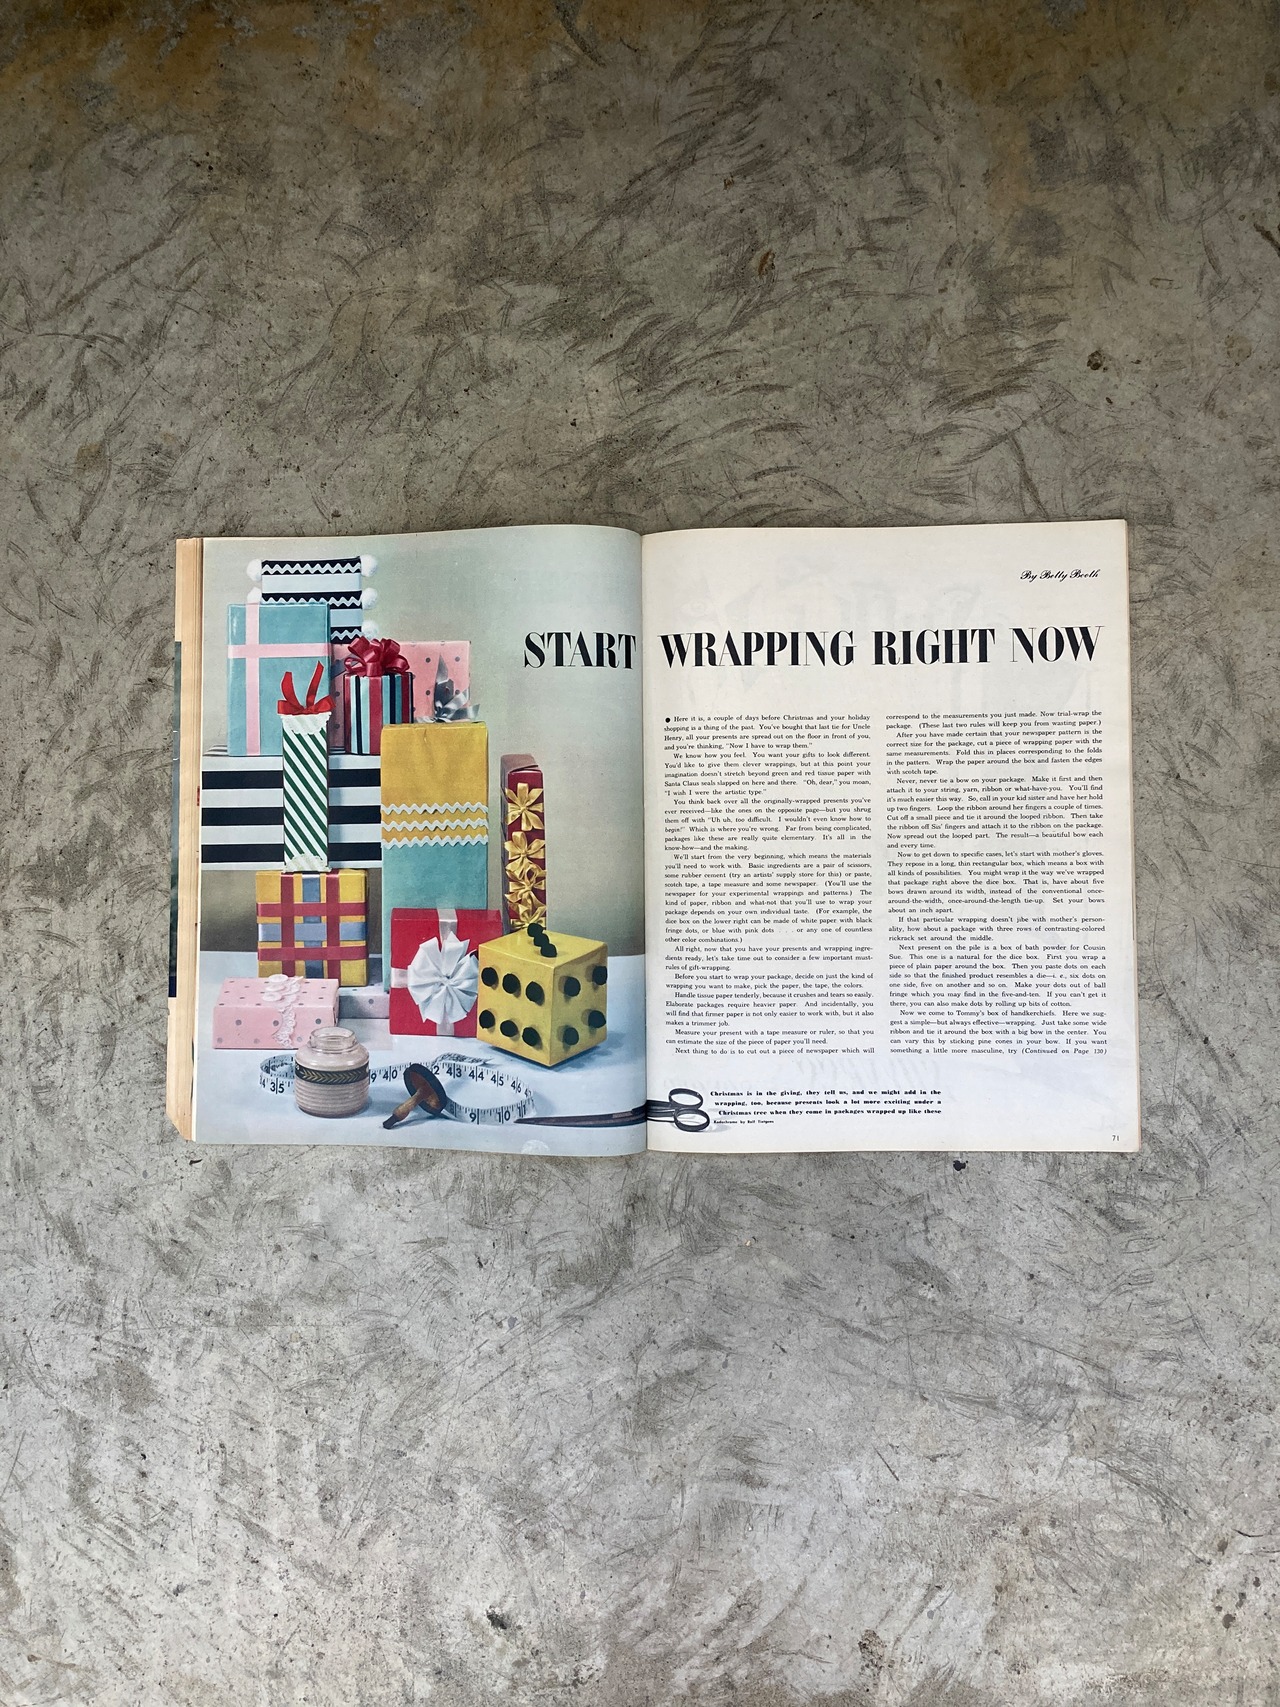 By Betty Booth
START WRAPPING RIGHT NOW
● Here it is, a couple of days before Christmas and your holiday
shopping is a thing of the past. You've bought that last tie for Uncle
Henry, all your presents are spread out on the floor in front of you,
and you're thinking, "Now I have to wrap them."
We know how you feel. You want your gifts to look different.
You'd like to give them clever wrappings, but at this point your
imagination doesn't stretch beyond green and red tissue paper with
Santa Claus seals slapped on here and there. "Oh, dear," you moan,
"I wish I were the artistic type."
You think back over all the originally-wrapped presents you've
ever received—like the ones on the opposite page—but you shrug
them off with "Uh uh, too difficult. I wouldn't even know how to
begin!" Which is where you're wrong. Far from being complicated,
packages like these are really quite elementary. It's all in the
know-how—and the making.
We'll start from the very beginning, which means the materials
you'll need to work with. Basic ingredients are a pair of scissors,
some rubber cement (try an artists' supply store for this) or paste,
scotch tape, a tape measure and some newspaper. (You'll use the
newspaper for your experimental wrappings and patterns.) The
kind of paper, ribbon and what-not that you'll use to wrap your
package depends on your own individual taste. (For example, the
dice box on the lower right can be made of white paper with black
fringe dots, or blue with pink dots . . . or any one of countless
other color combinations.)
All right, now that you have your presents and wrapping ingre-
dients ready, let's take time out to consider a few important must-
rules of gift-wrapping.
Before you start to wrap your package, decide on just the kind of
wrapping you want to make, pick the paper, the tape, the colors.
Handle tissue paper tenderly, because it crushes and tears so easily.
Elaborate packages require heavier paper. And incidentally, you
will find that firmer paper is not only easier to work with, but it also
makes a trimmer job.
Measure your present with a tape measure or ruler, so that you
can estimate the size of the piece of paper you'll need.
Next thing to do is to cut out a piece of newspaper which will
correspond to the measurements you just made. Now trial-wrap the
package. (These last two rules will keep you from wasting paper.)
After you have made certain that your newspaper pattern is the
correct size for the package, cut a piece of wrapping paper with the
same measurements. Fold this in places corresponding to the folds
in the pattern. Wrap the paper around the box and fasten the edges
with scotch tape.
Never, never tie a bow on your package. Make it first and then
attach it to your string, yarn, ribbon or what-have-you. You'll find
it's much easier this way. So, call in your kid sister and have her hold
up two fingers. Loop the ribbon around her fingers a couple of times.
Cut off a small piece and tie it around the looped ribbon. Then take
the ribbon off Sis' fingers and attach it to the ribbon on the package.
Now spread out the looped part. The result—a beautiful bow each
and every time.
Now to get down to specific cases, let's start with mother's gloves.
They repose in a long, thin rectangular box, which means a box with
all kinds of possibilities. You might wrap it the way we've wrapped
that package right above the dice box. That is, have about five
bows drawn around its width, instead of the conventional once-
around-the-width, once-around-the-length tie-up. Set your bows
about an inch apart.
If that particular wrapping doesn't jibe with mother's person-
ality, how about a package with three rows of contrasting-colored
rickrack set around the middle.
Next present on the pile is a box of bath powder for Cousin
Sue. This one is a natural for the dice box. First you wrap a
piece of plain paper around the box. Then you paste dots on each
side so that the finished product resembles a die—i. e., six dots on
one side, five on another and so on. Make your dots out of ball
fringe which you may find in the five-and-ten. If you can't get it
there, you can also make dots by rolling up bits of cotton.
Now we come to Tommy's box of handkerchiefs. Here we sug-
gest a simple—but always effective—wrapping. Just take some wide
ribbon and tie it around the box with a big bow in the center. You
can vary this by sticking pine cones in your bow. If you want
something a little more masculine, try (Continued on Page 130)
Christmas is in the giving, they tell us, and we might add in the
wrapping, too, because presents look a lot more exciting under a
Christmas tree when they come in packages wrapped up like these
Kodachrome by Ball Tietgens
35 9 40 42 43 44 45 46
9 10 11
71